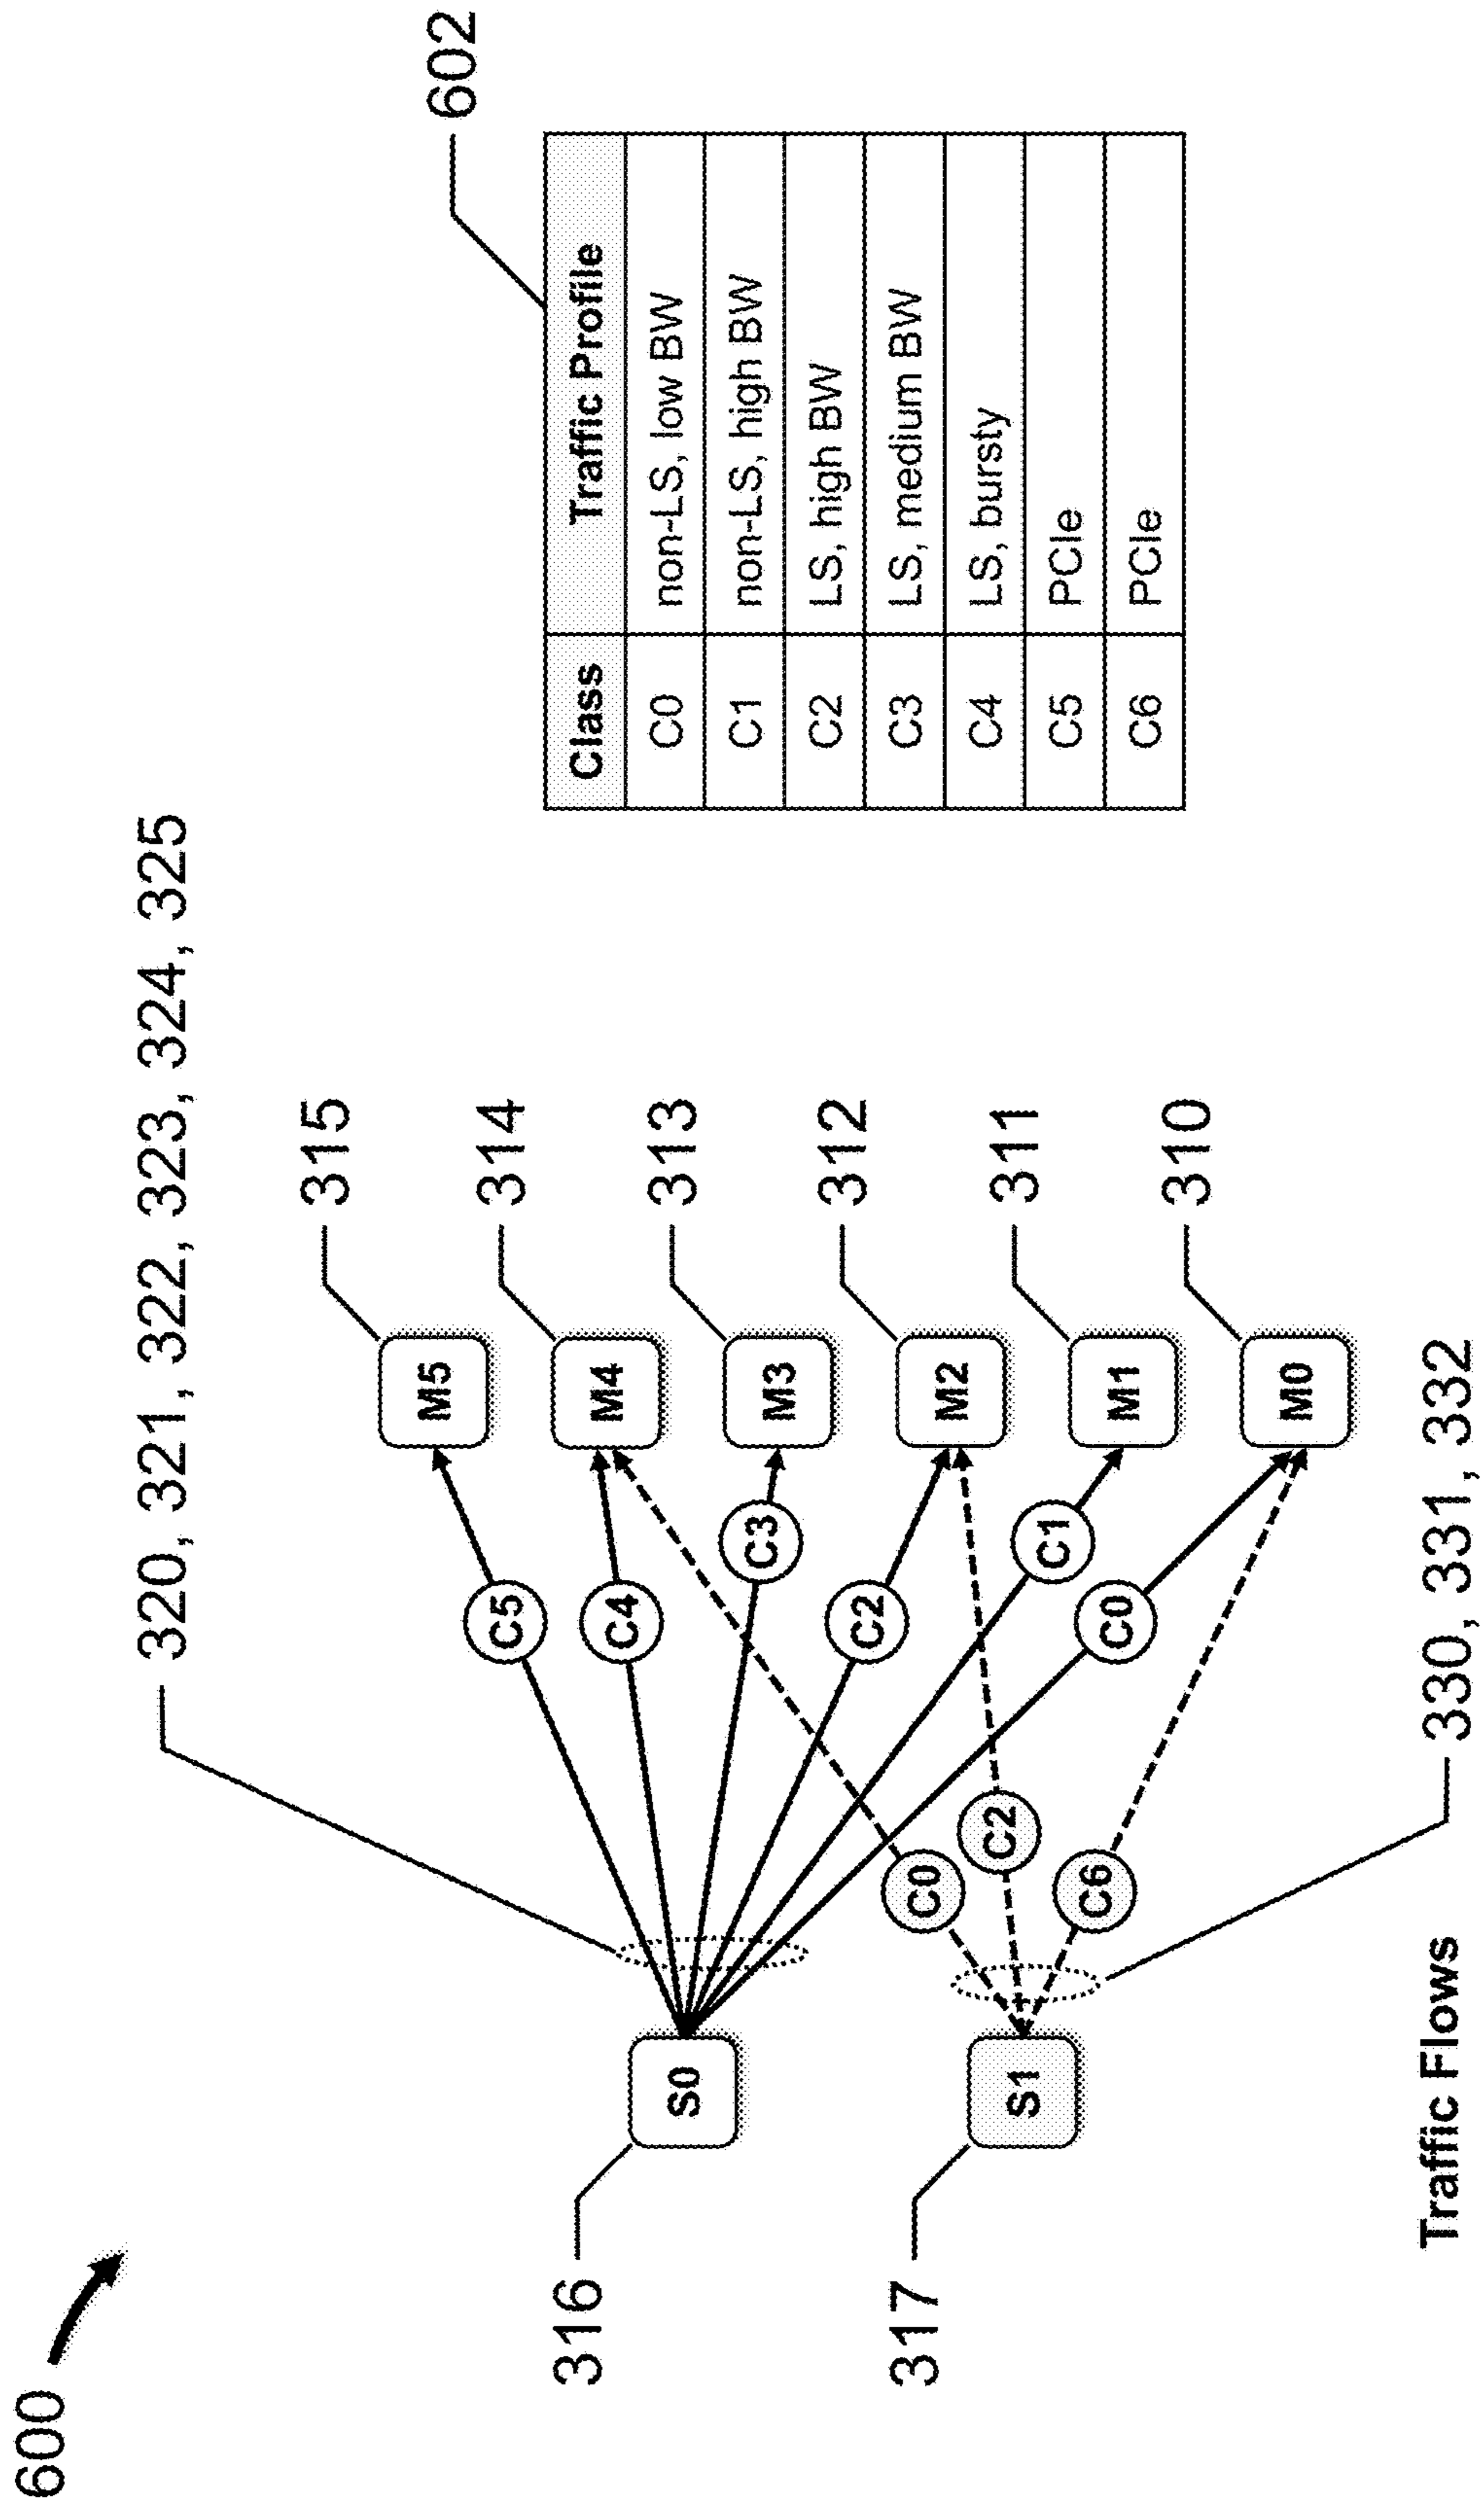 600
320, 321, 322, 323, 324, 325
316
S0
317
S1
C5
C4
C3
C2
C1
C0
C0
C2
C6
M5
M4
M3
M2
M1
M0
315
314
313
312
311
310
330, 331, 332
Traffic Flows
602
Class Traffic Profile
C0 non-LS, low BW
C1 non-LS, high BW
C2 LS, high BW
C3 LS, medium BW
C4 LS, bursty
C5 PCIe
C6 PCIe